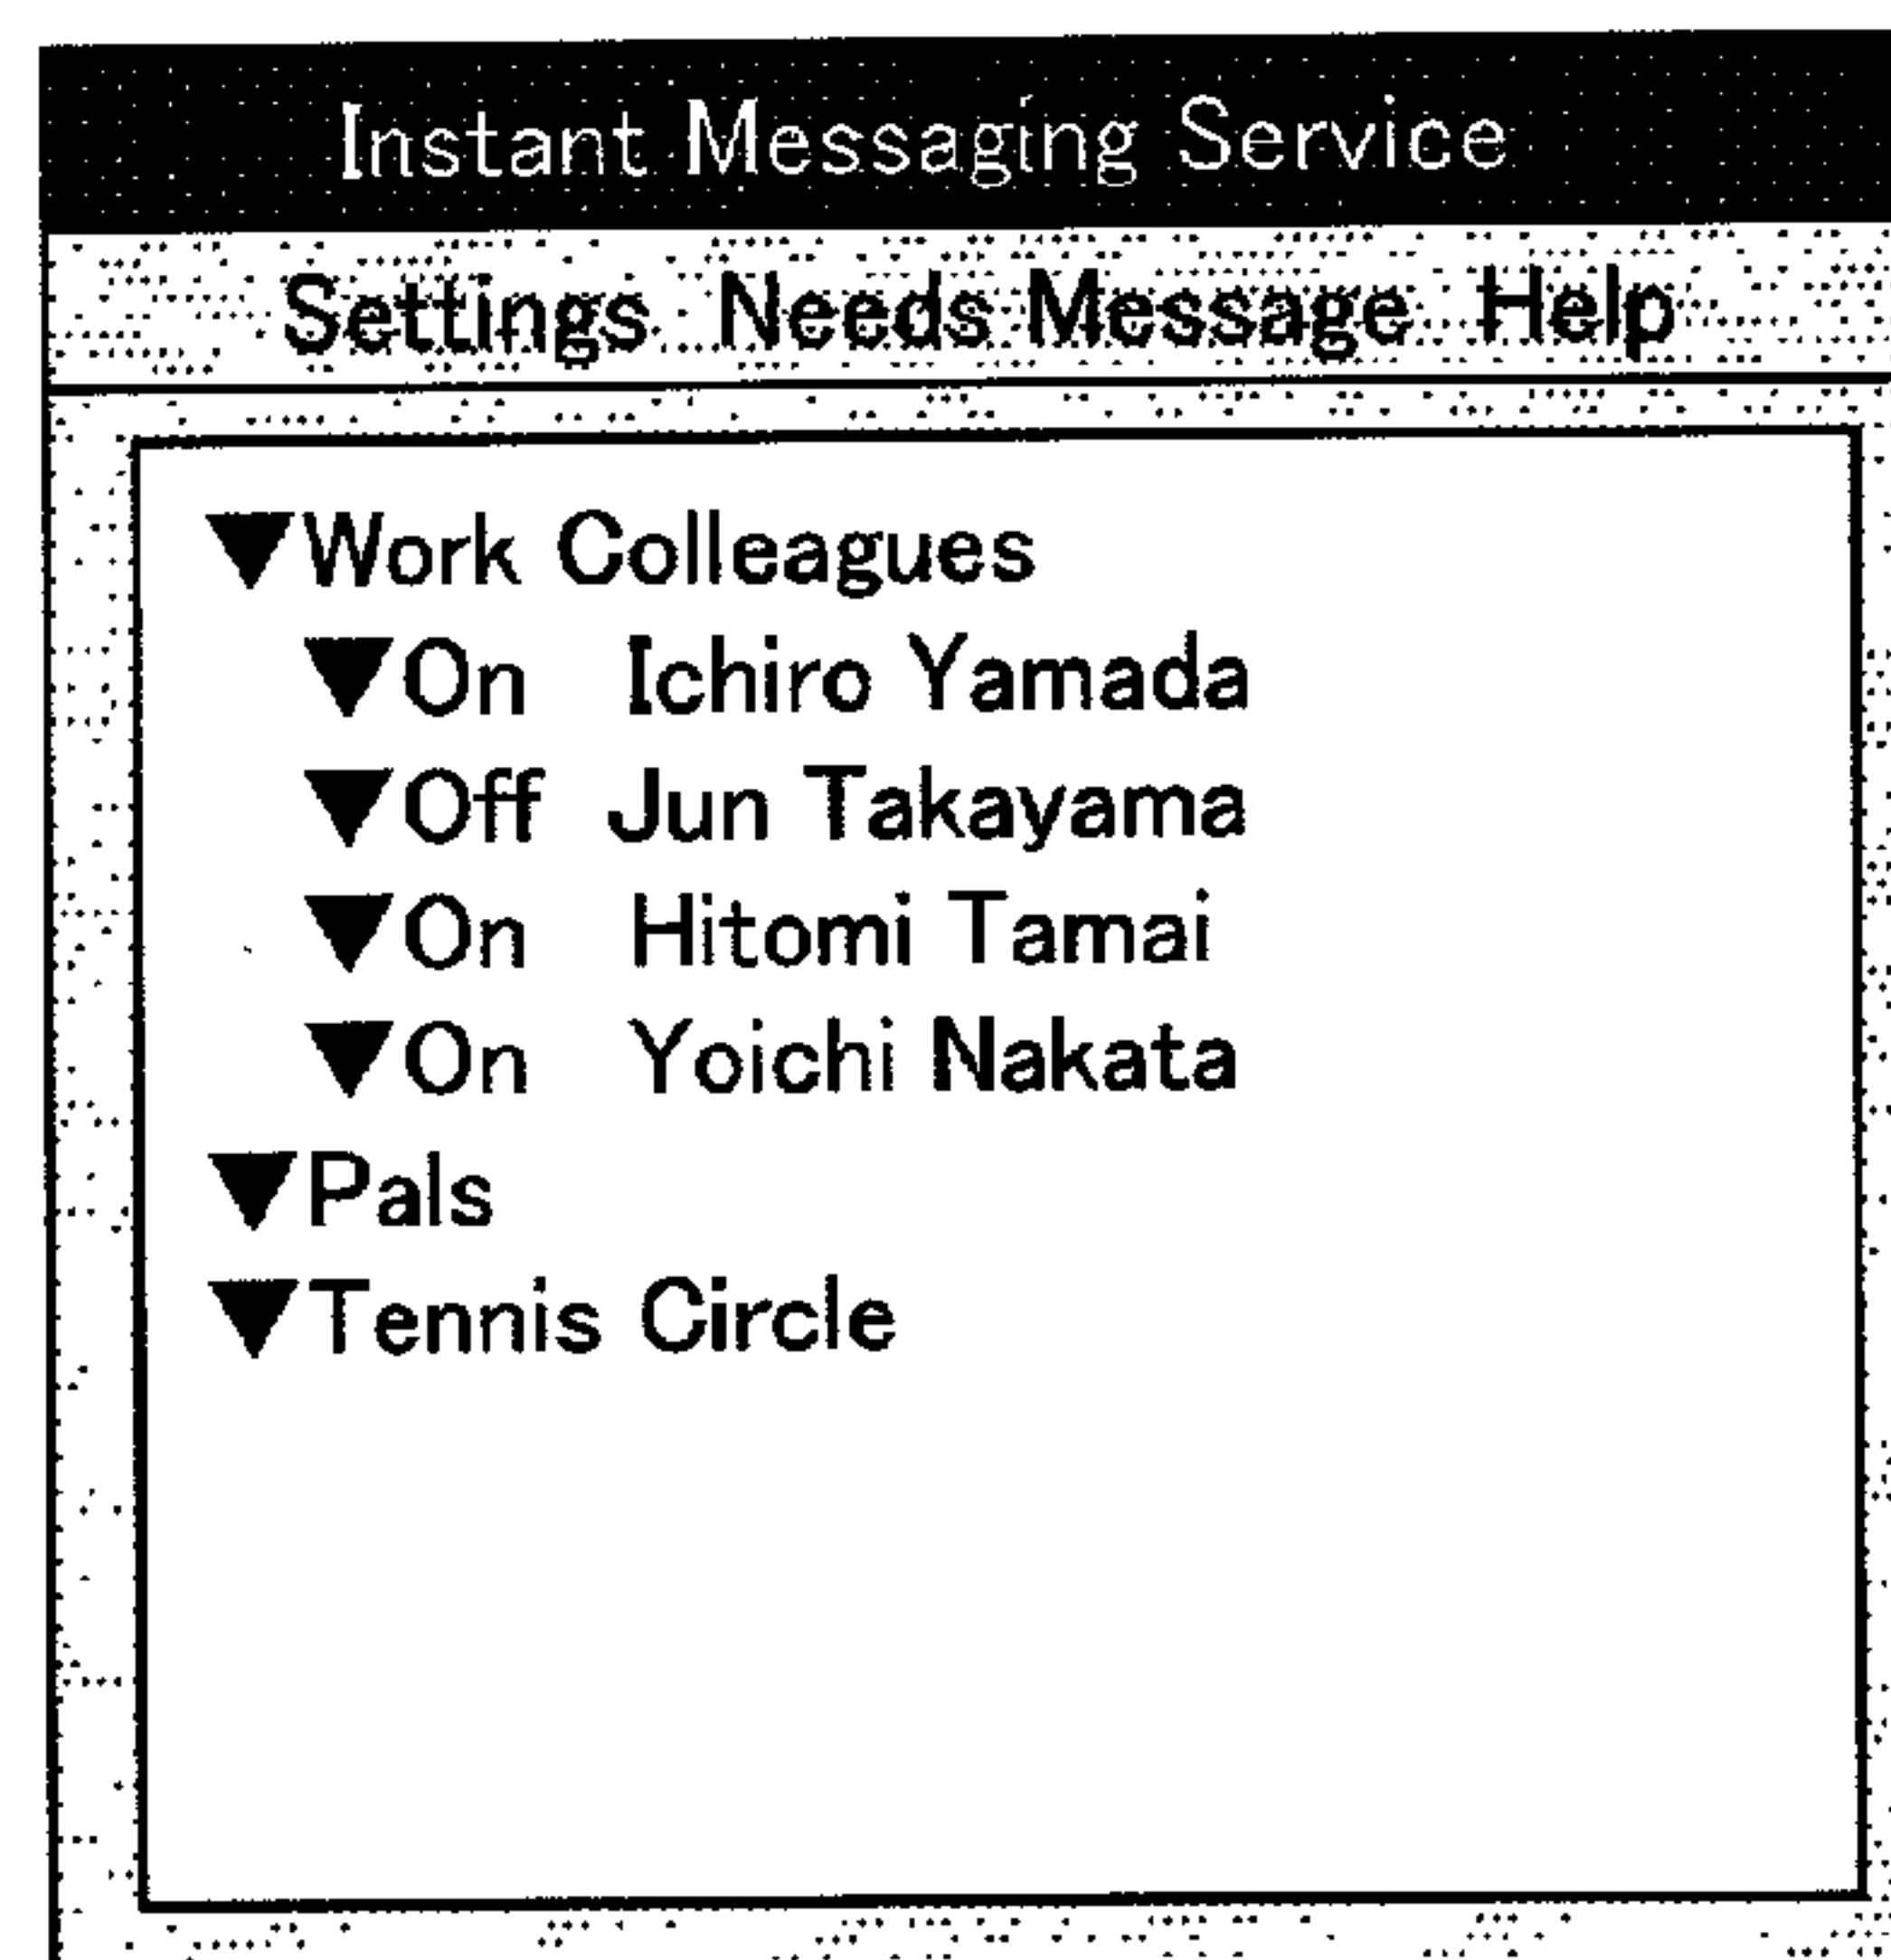 Instant Messaging Service
Settings Needs Message Help
▼Work Colleagues
▼On Ichiro Yamada
▼Off Jun Takayama
▼On Hitomi Tamai
▼On Yoichi Nakata
▼Pals
▼Tennis Circle